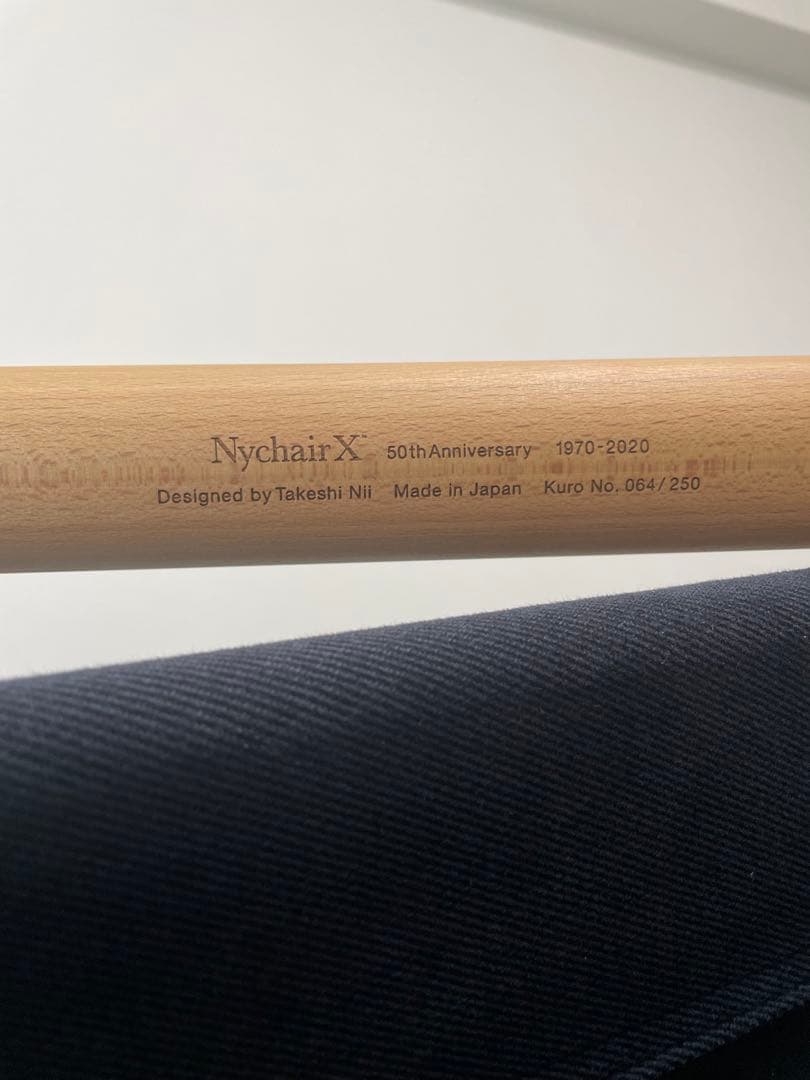 NychairX™ 50th Anniversary 1970-2020
Designed by Takeshi Nii Made in Japan Kuro No. 064/250